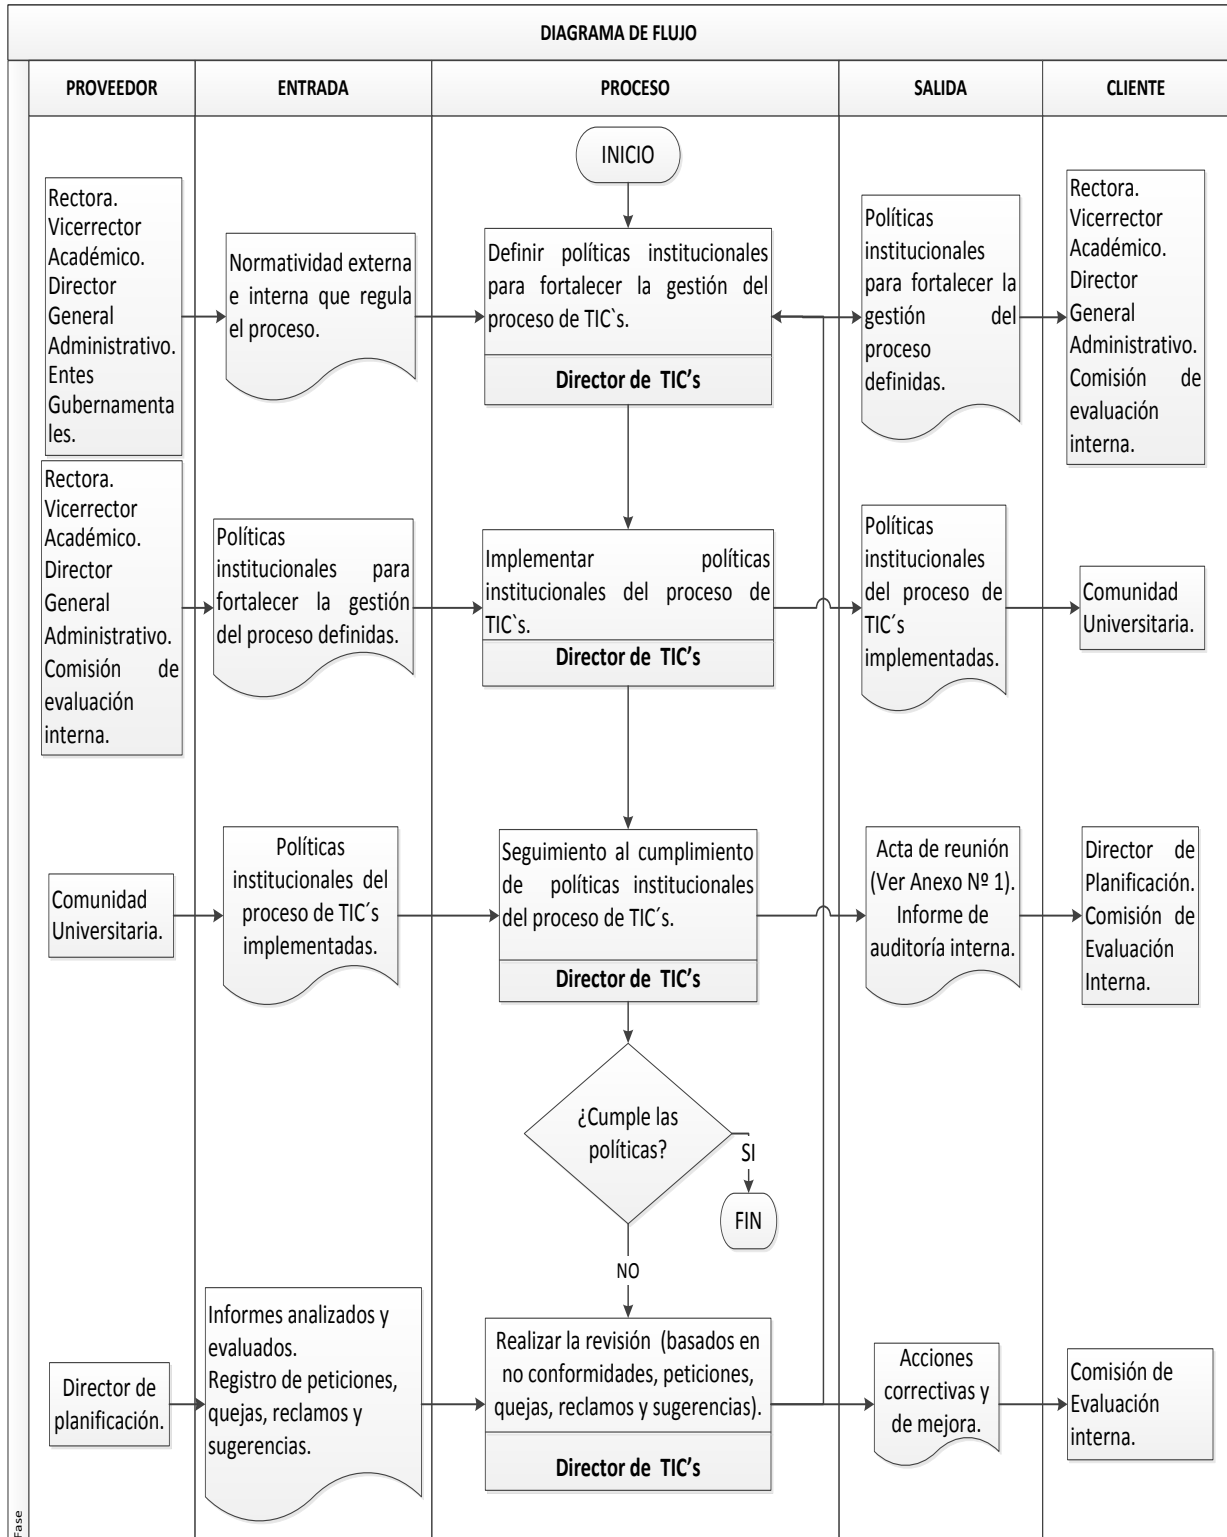 DIAGRAMA DE FLUJO
PROVEEDOR
ENTRADA
PROCESO
SALIDA
CLIENTE
INICIO
Rectora.
Vicerrector
Académico.
Director
General
Administrativo.
Entes
Gubernamenta
les.
Normatividad externa
e interna que regula
el proceso.
Definir políticas institucionales
para fortalecer la gestión del
proceso de TIC`s.
Director de TIC’s
Políticas
institucionales
para fortalecer la
gestión del
proceso
definidas.
Rectora.
Vicerrector
Académico.
Director
General
Administrativo.
Comisión de
evaluación
interna.
Rectora.
Vicerrector
Académico.
Director
General
Administrativo.
Comisión de
evaluación
interna.
Políticas
institucionales para
fortalecer la gestión
del proceso definidas.
Implementar políticas
institucionales del proceso de
TIC`s.
Director de TIC’s
Políticas
institucionales
del proceso de
TIC´s
implementadas.
Comunidad
Universitaria.
Comunidad
Universitaria.
Políticas
institucionales del
proceso de TIC´s
implementadas.
Seguimiento al cumplimiento
de políticas institucionales
del proceso de TIC´s.
Director de TIC’s
Acta de reunión
(Ver Anexo Nº 1).
Informe de
auditoría interna.
Director de
Planificación.
Comisión de
Evaluación
Interna.
¿Cumple las
políticas?
SI
FIN
NO
Director de
planificación.
Informes analizados y
evaluados.
Registro de peticiones,
quejas, reclamos y
sugerencias.
Realizar la revisión (basados en
no conformidades, peticiones,
quejas, reclamos y sugerencias).
Director de TIC’s
Acciones
correctivas y
de mejora.
Comisión de
Evaluación
interna.
Fase